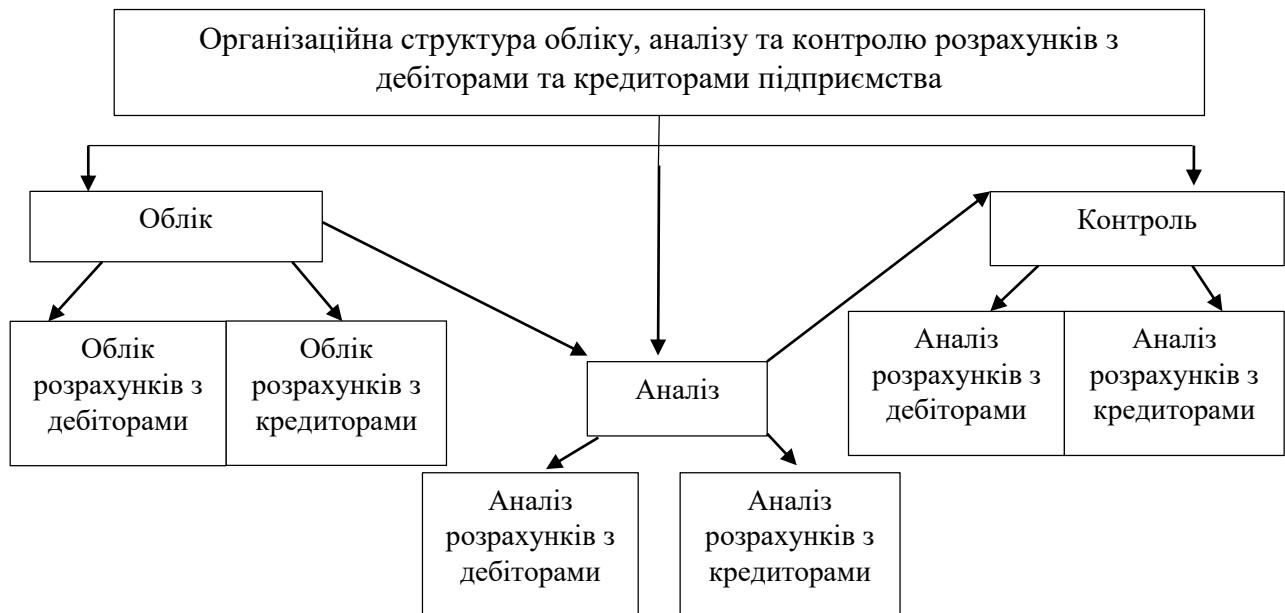 Організаційна структура обліку, аналізу та контролю розрахунків з
дебіторами та кредиторами підприємства
Облік
Контроль
Облік
розрахунків з
дебіторами
Облік
розрахунків з
кредиторами
Аналіз
Аналіз
розрахунків з
дебіторами
Аналіз
розрахунків з
кредиторами
Аналіз
розрахунків з
дебіторами
Аналіз
розрахунків з
кредиторами